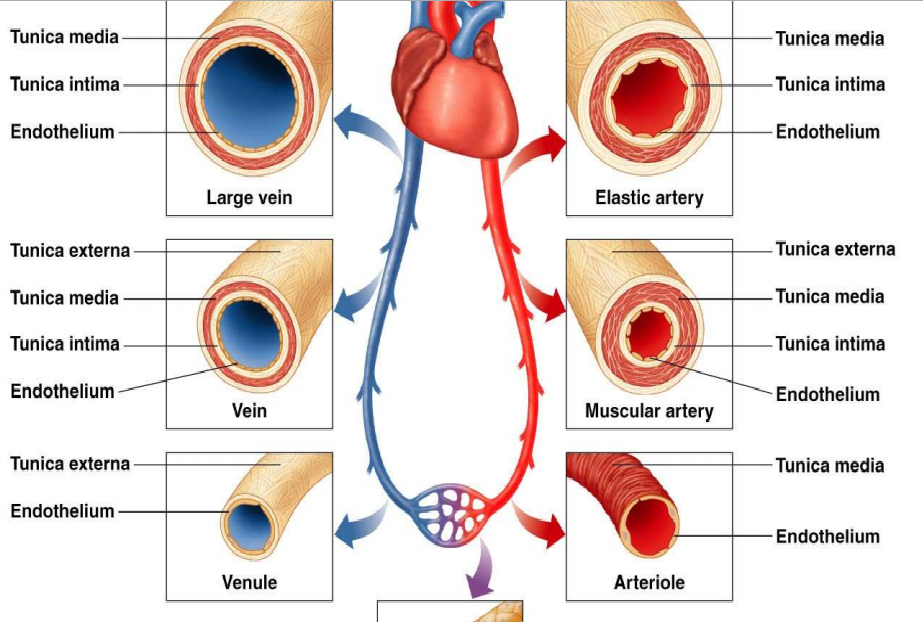 Tunica media
Tunica intima
Endothelium
Large vein
Tunica media
Tunica intima
Endothelium
Elastic artery
Tunica externa
Tunica media
Tunica intima
Endothelium
Vein
Tunica externa
Tunica media
Tunica intima
Endothelium
Muscular artery
Tunica externa
Endothelium
Venule
Tunica media
Endothelium
Arteriole